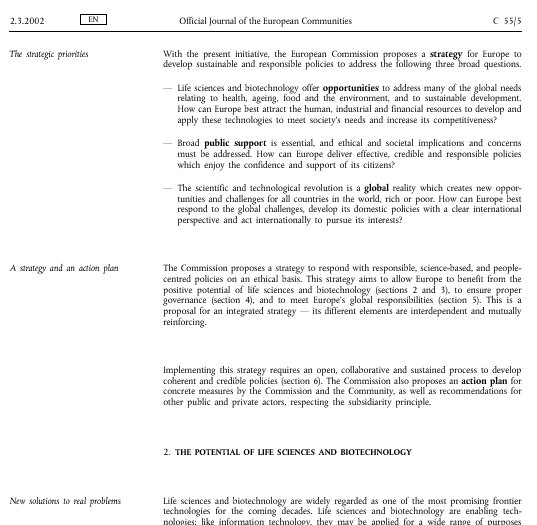 2.3.2002 EN Official Journal of the European Communities C 55/5
The strategic priorities
With the present initiative, the European Commission proposes a strategy for Europe to
develop sustainable and responsible policies to address the following three broad questions.
— Life sciences and biotechnology offer opportunities to address many of the global needs
relating to health, ageing, food and the environment, and to sustainable development.
How can Europe best attract the human, industrial and financial resources to develop and
apply these technologies to meet society's needs and increase its competitiveness?
— Broad public support is essential, and ethical and societal implications and concerns
must be addressed. How can Europe deliver effective, credible and responsible policies
which enjoy the confidence and support of its citizens?
— The scientific and technological revolution is a global reality which creates new oppor-
tunities and challenges for all countries in the world, rich or poor. How can Europe best
respond to the global challenges, develop its domestic policies with a clear international
perspective and act internationally to pursue its interests?
A strategy and an action plan
The Commission proposes a strategy to respond with responsible, science-based, and people-
centred policies on an ethical basis. This strategy aims to allow Europe to benefit from the
positive potential of life sciences and biotechnology (sections 2 and 3), to ensure proper
governance (section 4), and to meet Europe's global responsibilities (section 5). This is a
proposal for an integrated strategy — its different elements are interdependent and mutually
reinforcing.
Implementing this strategy requires an open, collaborative and sustained process to develop
coherent and credible policies (section 6). The Commission also proposes an action plan for
concrete measures by the Commission and the Community, as well as recommendations for
other public and private actors, respecting the subsidiarity principle.
2. THE POTENTIAL OF LIFE SCIENCES AND BIOTECHNOLOGY
New solutions to real problems
Life sciences and biotechnology are widely regarded as one of the most promising frontier
technologies for the coming decades. Life sciences and biotechnology are enabling tech-
nologies: like information technology, they may be applied for a wide range of purposes